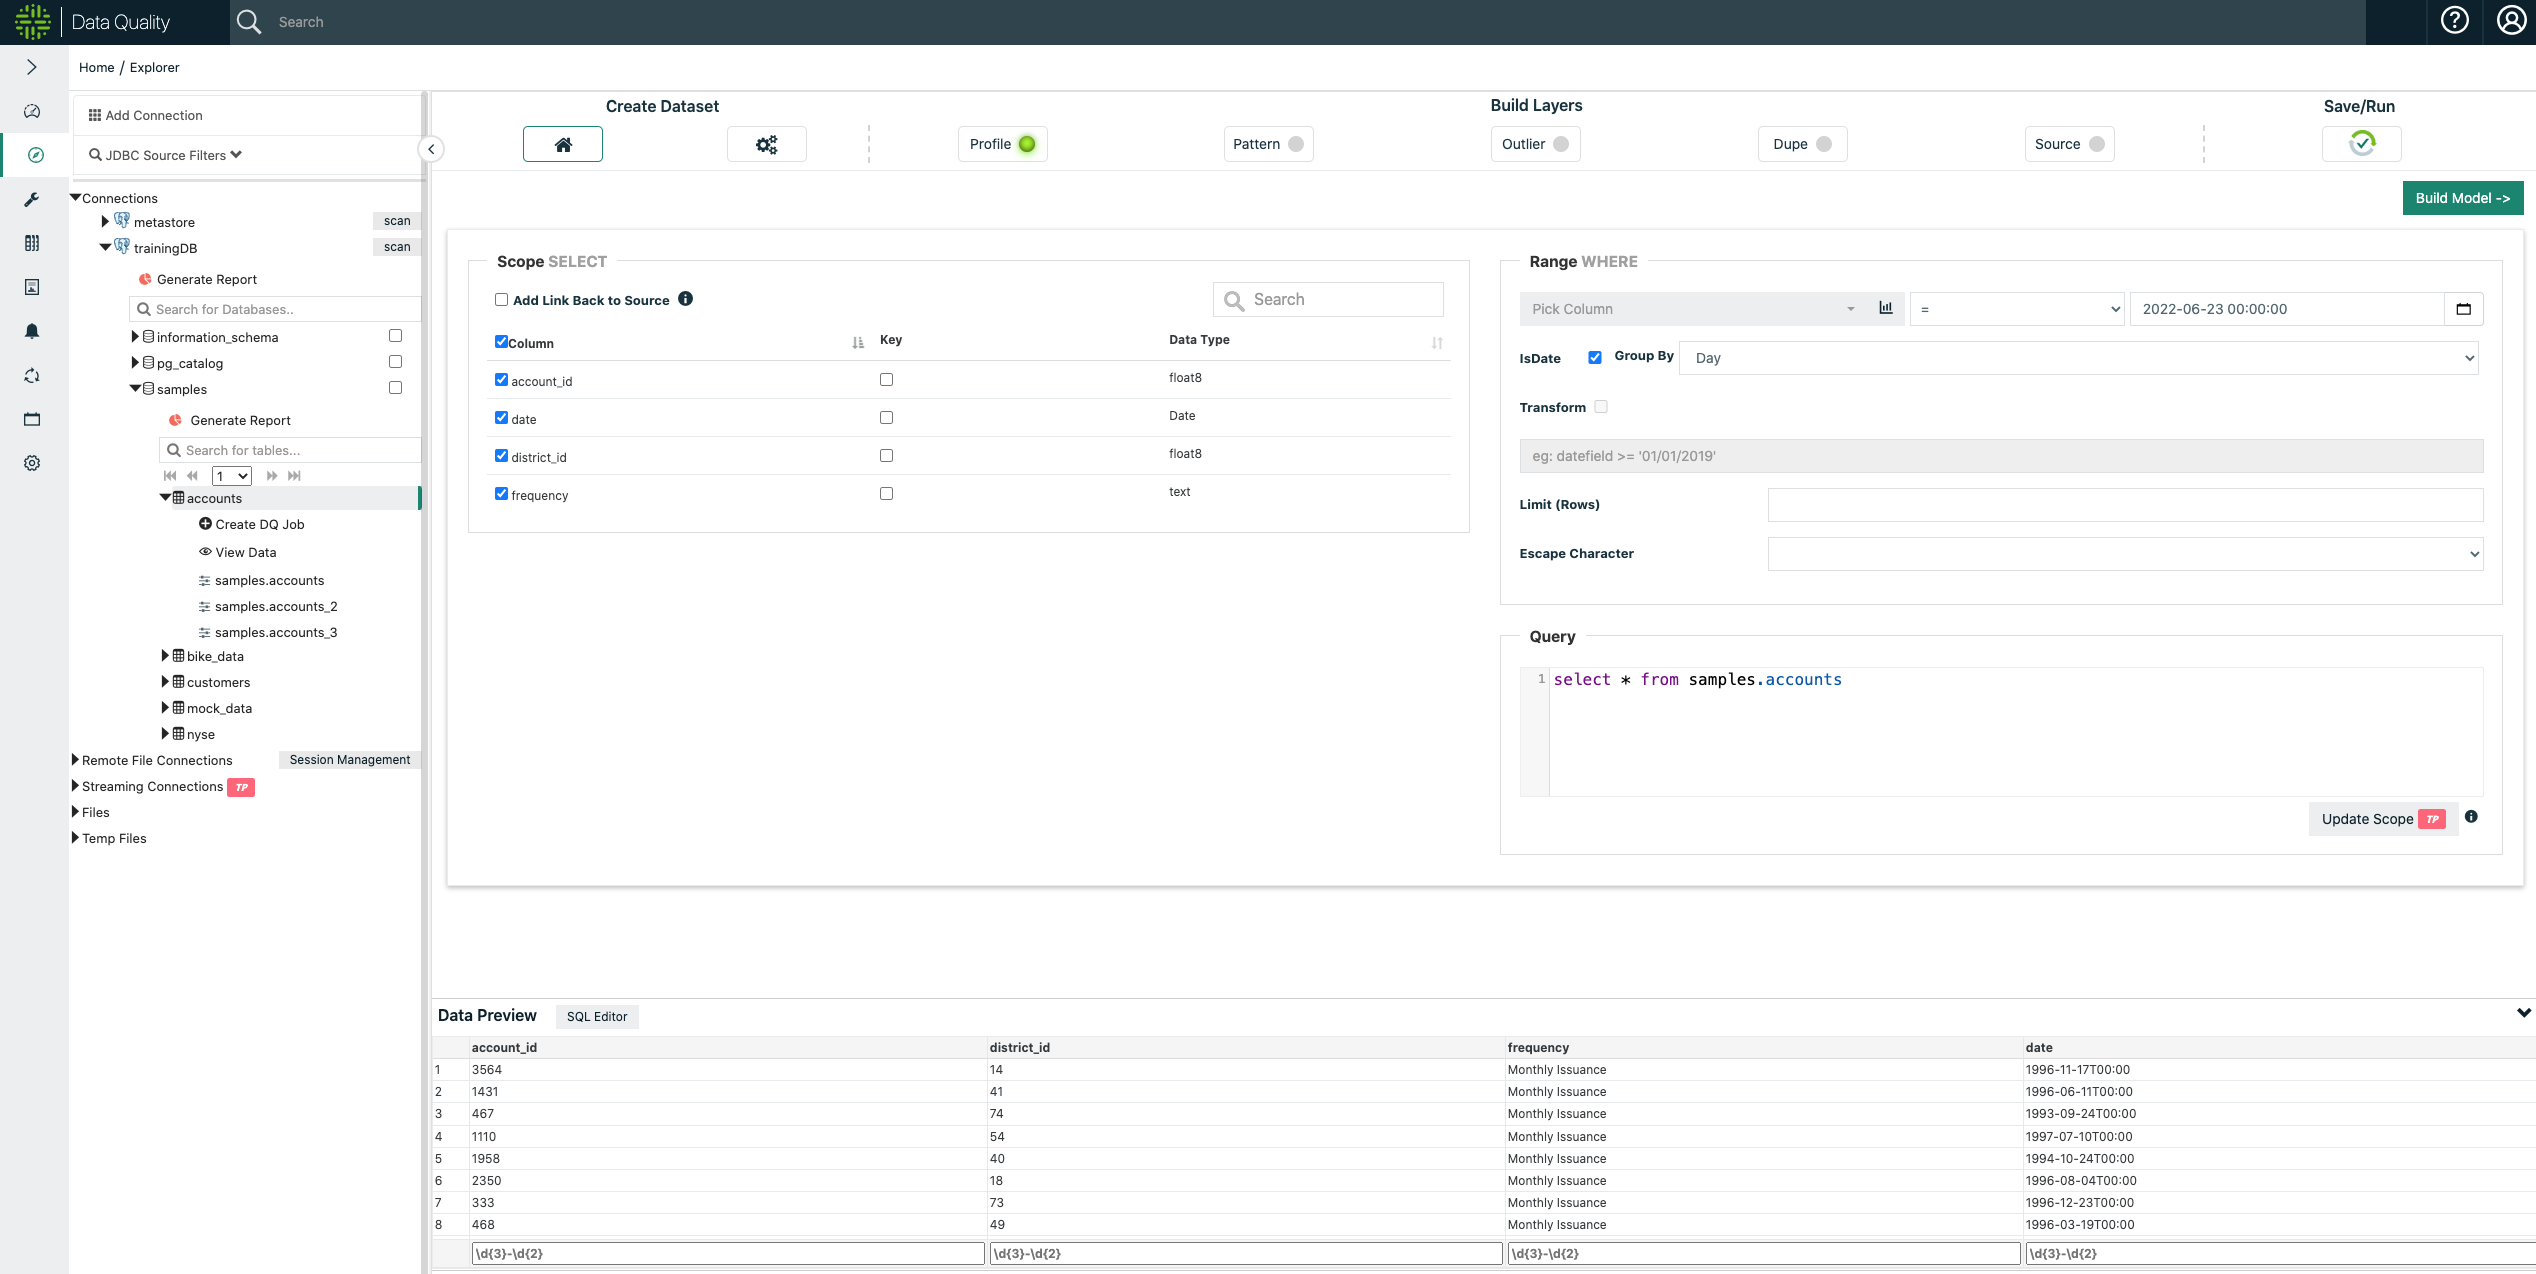 Data Quality
Search
Home / Explorer
Add Connection
JDBC Source Filters
Connections
metastore
scan
trainingDB
scan
Generate Report
Search for Databases..
information_schema
pg_catalog
samples
Generate Report
Search for tables...
1
accounts
Create DQ Job
View Data
samples.accounts
samples.accounts_2
samples.accounts_3
bike_data
customers
mock_data
nyse
Remote File Connections
Session Management
Streaming Connections TP
Files
Temp Files
Create Dataset
Build Layers
Save/Run
Profile
Pattern
Outlier
Dupe
Source
Build Model ->
Scope SELECT
Add Link Back to Source
Search
Column Key Data Type
account_id float8
date Date
district_id float8
frequency text
Range WHERE
Pick Column = 2022-06-23 00:00:00
IsDate Group By Day
Transform
eg: datefield >= '01/01/2019'
Limit (Rows)
Escape Character
Query
1 select * from samples.accounts
Update Scope TP
Data Preview SQL Editor
account_id district_id frequency date
1 3564 14 Monthly Issuance 1996-11-17T00:00
2 1431 41 Monthly Issuance 1996-06-11T00:00
3 467 74 Monthly Issuance 1993-09-24T00:00
4 1110 54 Monthly Issuance 1997-07-10T00:00
5 1958 40 Monthly Issuance 1994-10-24T00:00
6 2350 18 Monthly Issuance 1996-08-04T00:00
7 333 73 Monthly Issuance 1996-12-23T00:00
8 468 49 Monthly Issuance 1996-03-19T00:00
\d{3}-\d{2} \d{3}-\d{2} \d{3}-\d{2} \d{3}-\d{2}